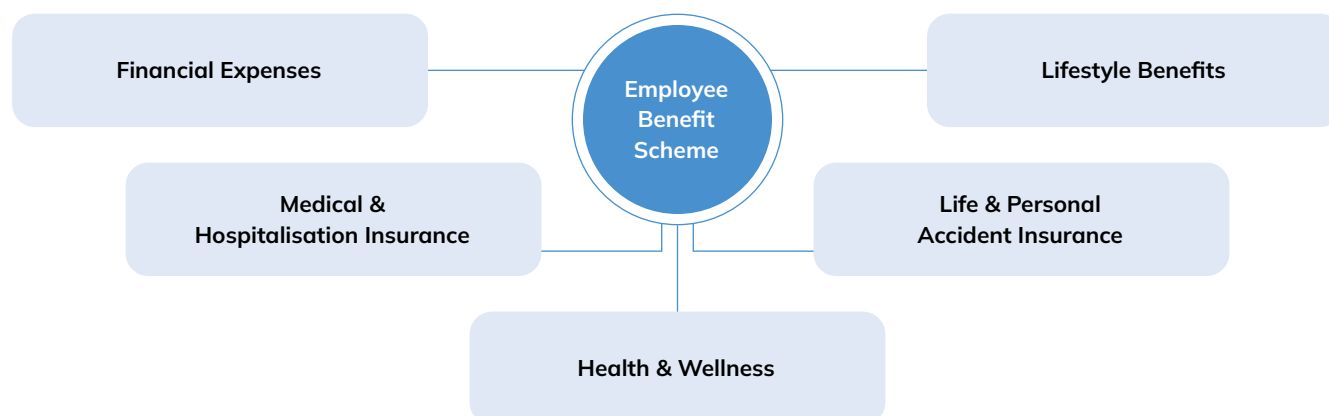 Financial Expenses
Employee
Benefit
Scheme
Lifestyle Benefits
Medical &
Hospitalisation Insurance
Life & Personal
Accident Insurance
Health & Wellness